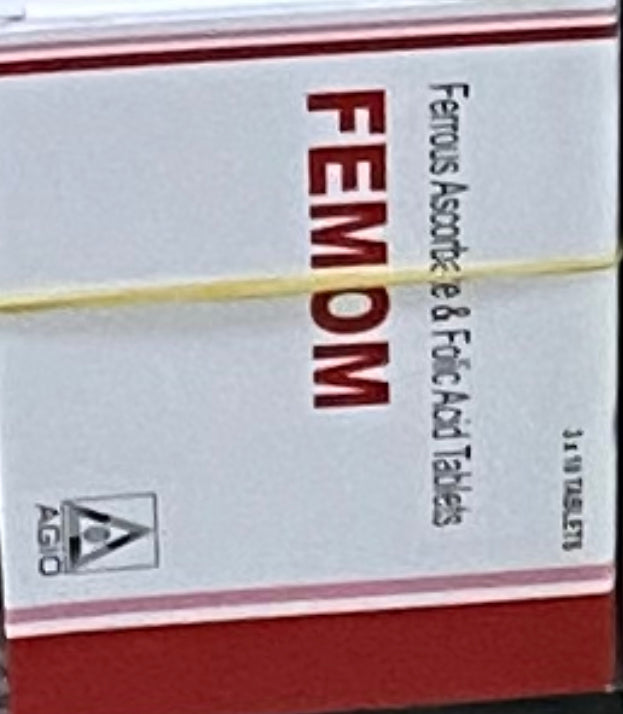 3 x 10 TABLETS
Ferrous Ascorbate & Folic Acid Tablets
FEMOM
AGIO